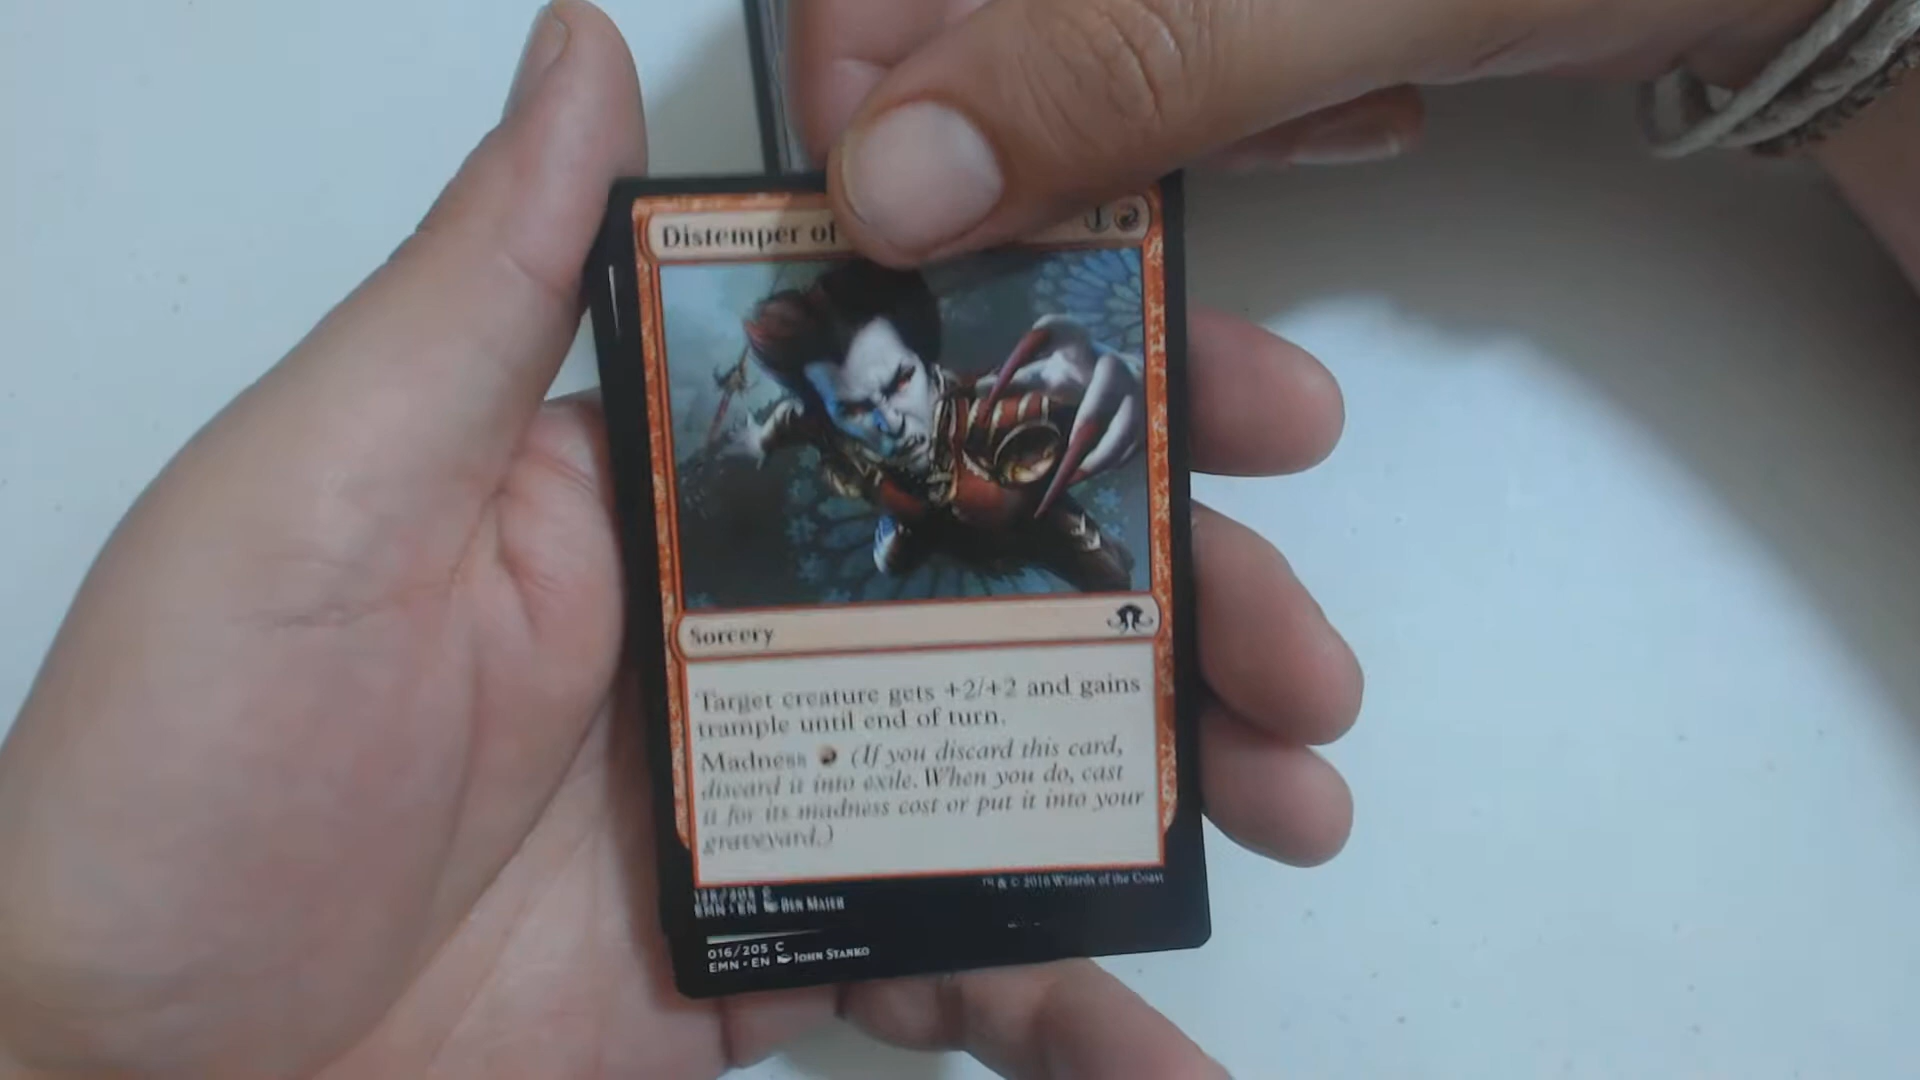 Distemper of
1
Sorcery
Target creature gets +2/+2 and gains
trample until end of turn.
Madness (If you discard this card,
discard it into exile. When you do, cast
it for its madness cost or put it into your
graveyard.)
™ & © 2016 Wizards of the Coast
EMN • EN Ben Maier
016/205 C
EMN • EN John Stanko